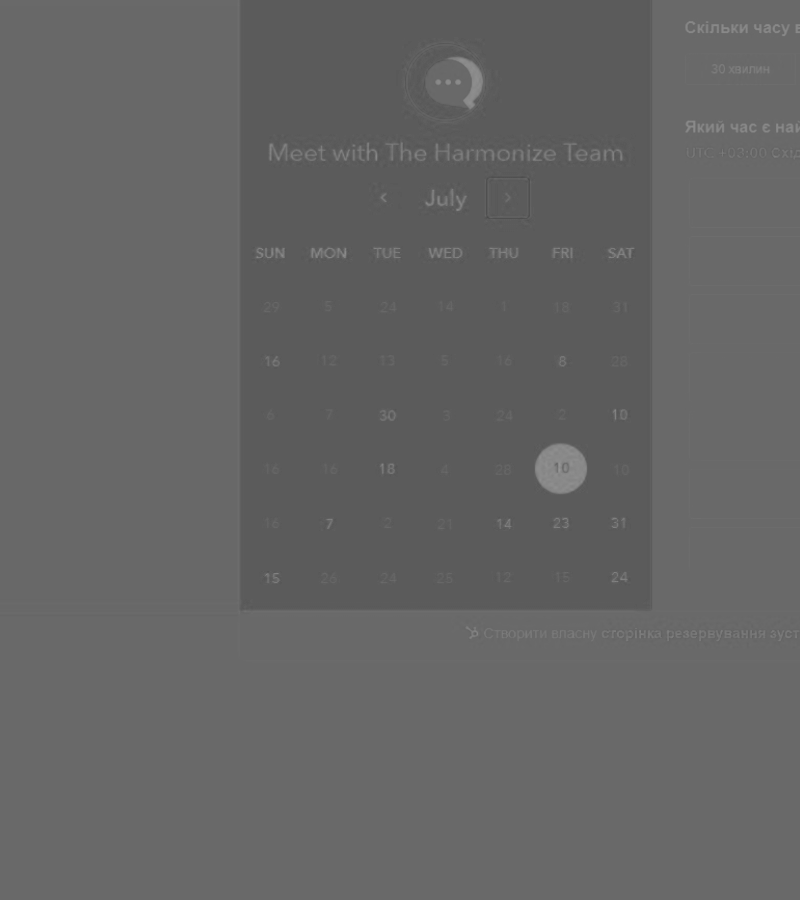 Скільки часу в
30 хвилин
Meet with The Harmonize Team
Який час є най
UTC +03:00 Схід
July
SUN MON TUE WED THU FRI SAT
29 5 24 14 1 18 31
16 12 13 5 16 8 28
6 7 30 3 24 2 10
16 16 18 4 28 10 10
16 7 2 21 14 23 31
15 26 24 25 12 15 24
Створити власну сторінка резервування зуст